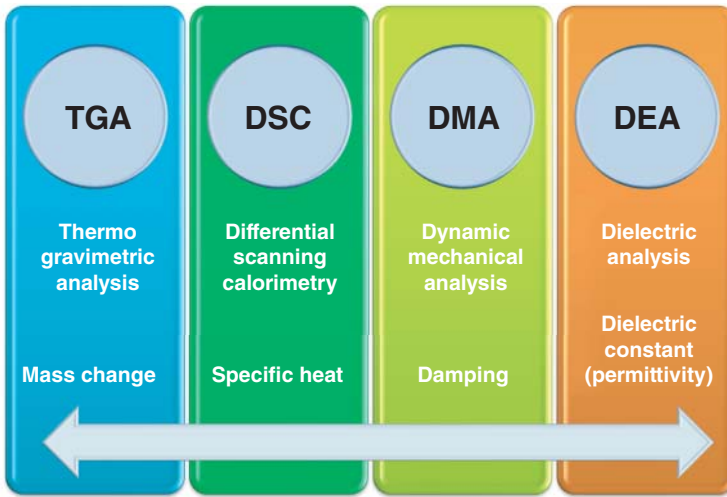 TGA
Thermo
gravimetric
analysis
Mass change
DSC
Differential
scanning
calorimetry
Specific heat
DMA
Dynamic
mechanical
analysis
Damping
DEA
Dielectric
analysis
Dielectric
constant
(permittivity)